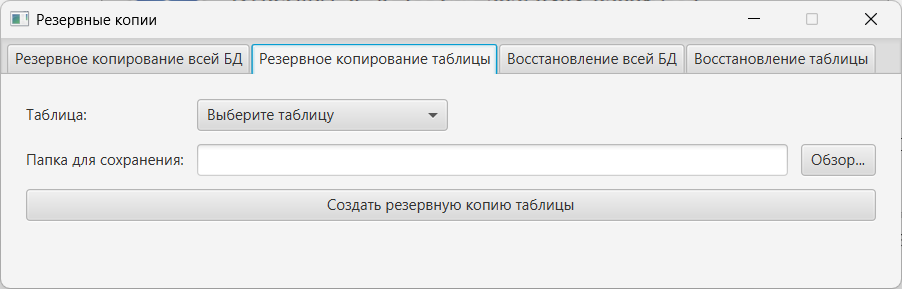 Резервные копии
Резервное копирование всей БД Резервное копирование таблицы Восстановление всей БД Восстановление таблицы
Таблица: Выберите таблицу
Папка для сохранения: Обзор...
Создать резервную копию таблицы